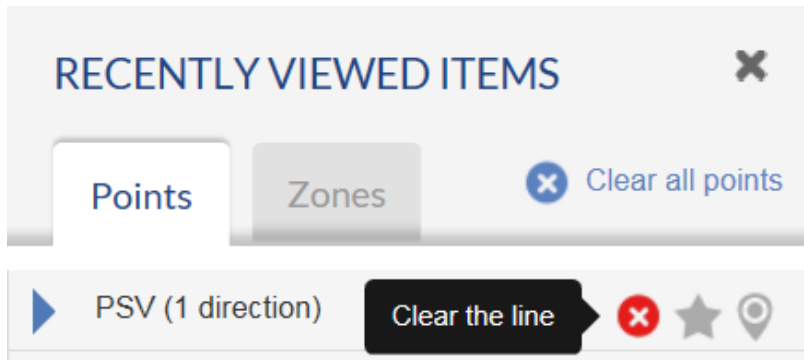 RECENTLY VIEWED ITEMS
Points
Zones
Clear all points
PSV (1 direction)
Clear the line